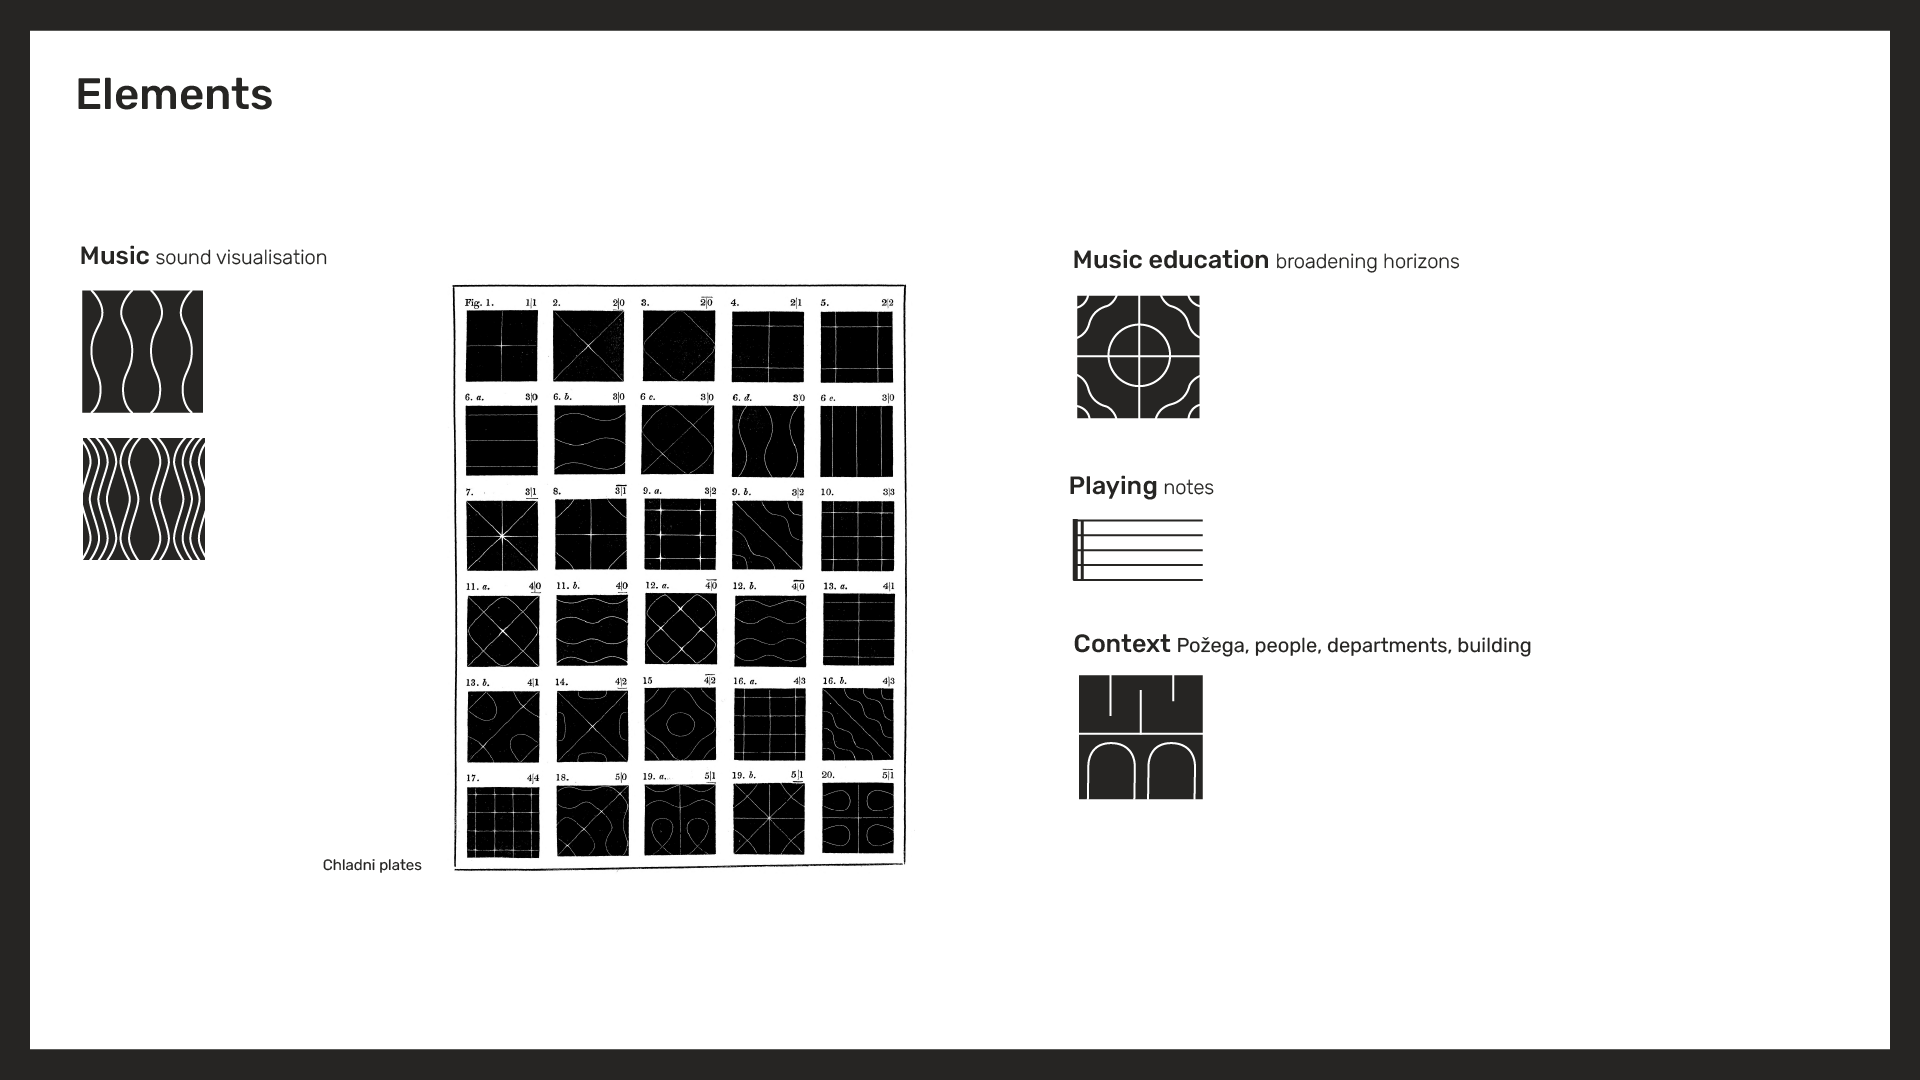 Elements
Music sound visualisation
Fig. 1. 1|1 2. 2|0 3. 2|0 4. 2|1 5. 2|2
6. a. 3|0 6. b. 3|0 6 c. 3|0 6. d. 3|0 6 e. 3|0
7. 3|1 8. 3|1 9. a. 3|2 9. b. 3|2 10. 3|3
11. a. 4|0 11. b. 4|0 12. a. 4|0 12. b. 4|0 13. a. 4|1
13. b. 4|1 14. 4|2 15 4|2 16. a. 4|3 16. b. 4|3
17. 4|4 18. 5|0 19. a. 5|1 19. b. 5|1 20. 5|1
Chladni plates
Music education broadening horizons
Playing notes
Context Požega, people, departments, building